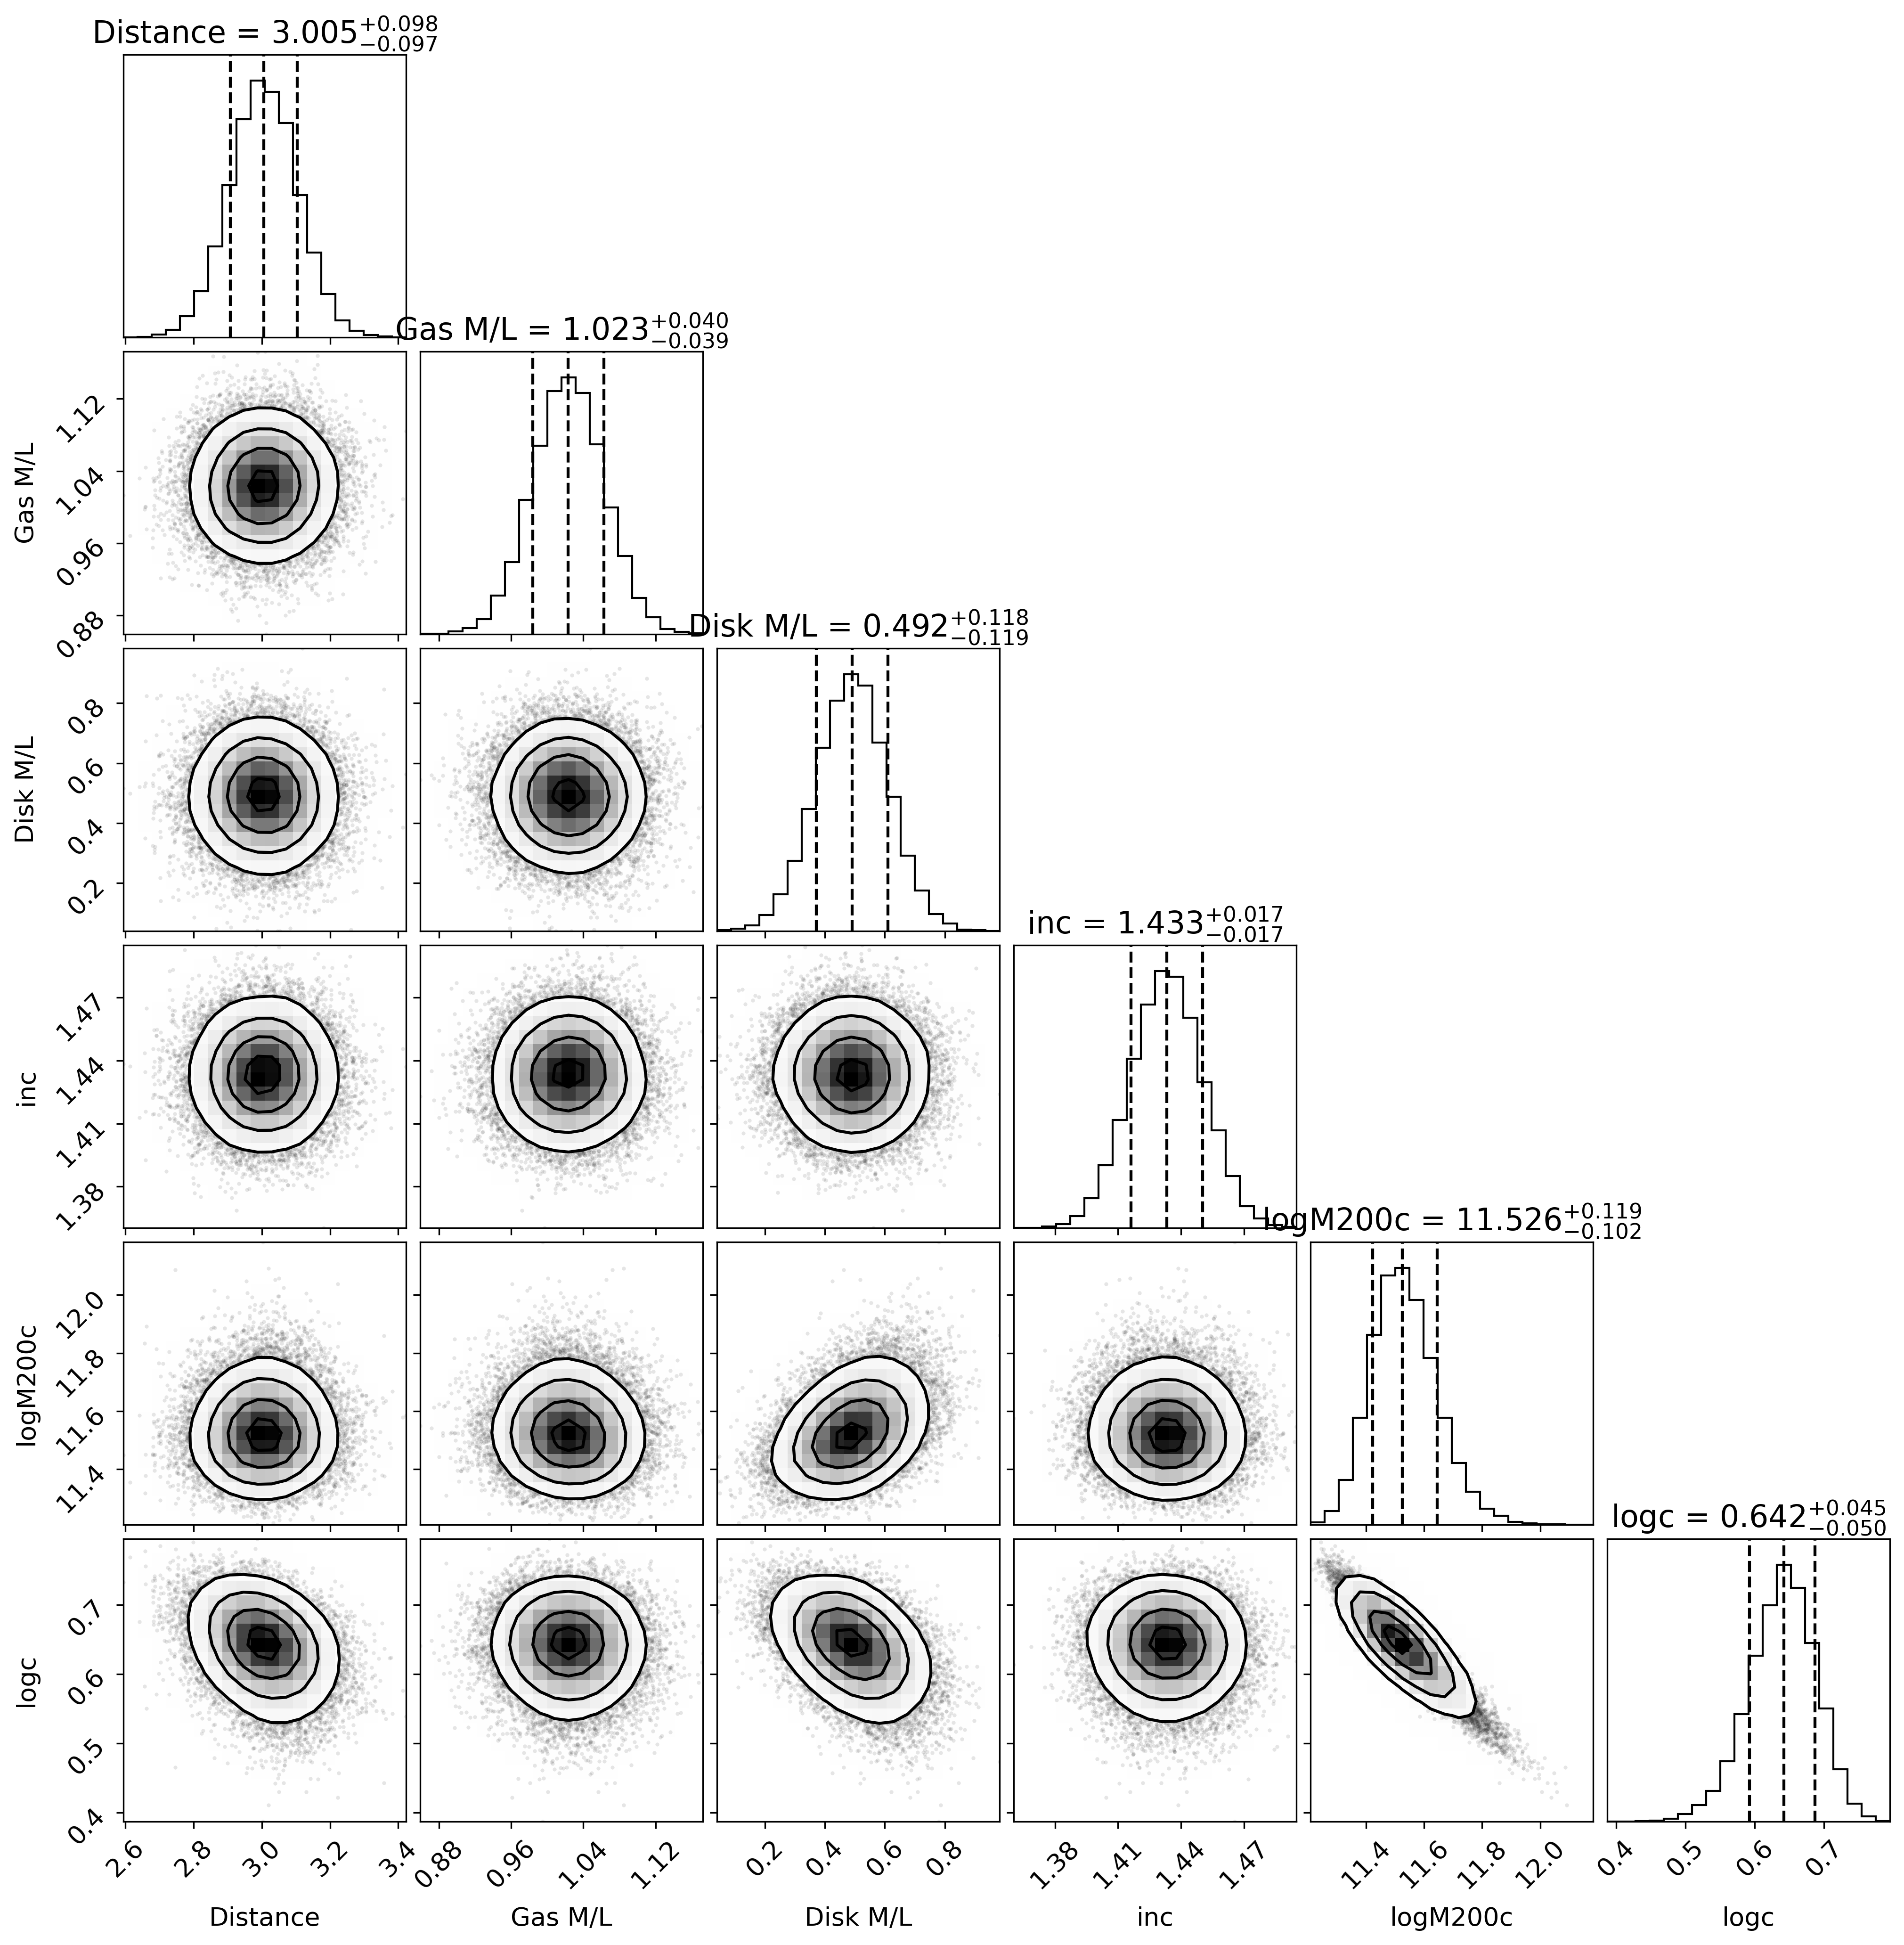 Distance = 3.005 +0.098 −0.097
Gas M/L = 1.023 +0.040 −0.039
1.12
1.04
0.96
0.88
Gas M/L
Disk M/L = 0.492 +0.118 −0.119
0.8
0.6
0.4
0.2
Disk M/L
inc = 1.433 +0.017 −0.017
1.47
1.44
1.41
1.38
inc
logM200c = 11.526 +0.119 −0.102
12.0
11.8
11.6
11.4
logM200c
logc = 0.642 +0.045 −0.050
0.7
0.6
0.5
0.4
logc
2.6 2.8 3.0 3.2 3.4 0.88 0.96 1.04 1.12 0.2 0.4 0.6 0.8 1.38 1.41 1.44 1.47 11.4 11.6 11.8 12.0 0.4 0.5 0.6 0.7
Distance Gas M/L Disk M/L inc logM200c logc